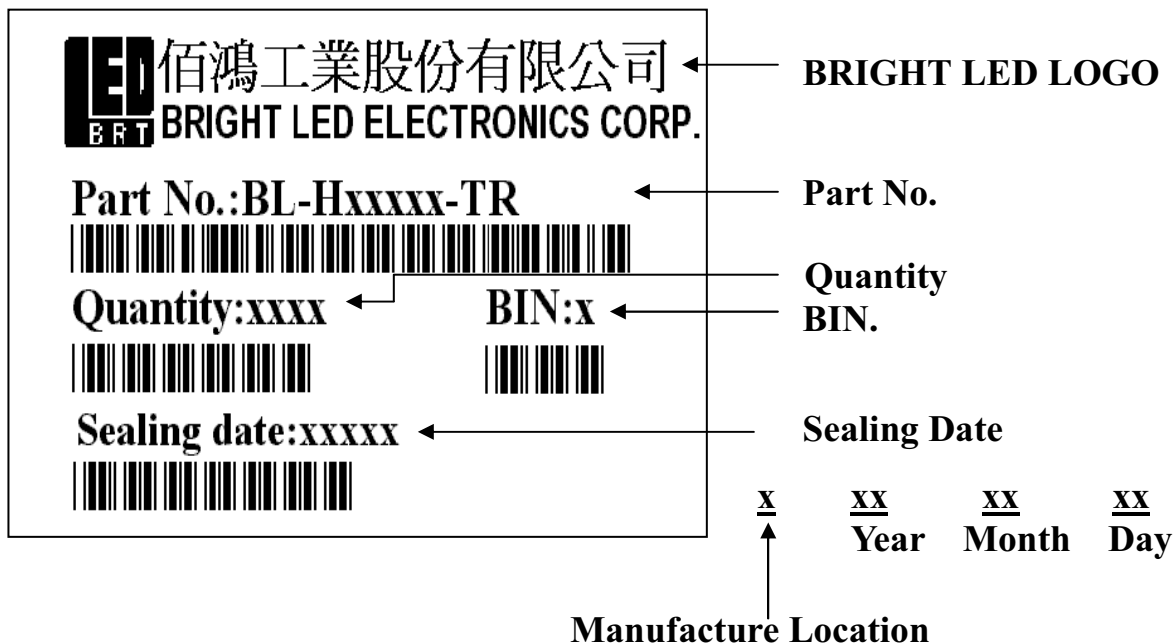 LED 佰鴻工業股份有限公司
BRT BRIGHT LED ELECTRONICS CORP.
BRIGHT LED LOGO
Part No.:BL-Hxxxxx-TR
Part No.
Quantity:xxxx
BIN:x
Quantity
BIN.
Sealing date:xxxxx
Sealing Date
x xx xx xx
Year Month Day
Manufacture Location